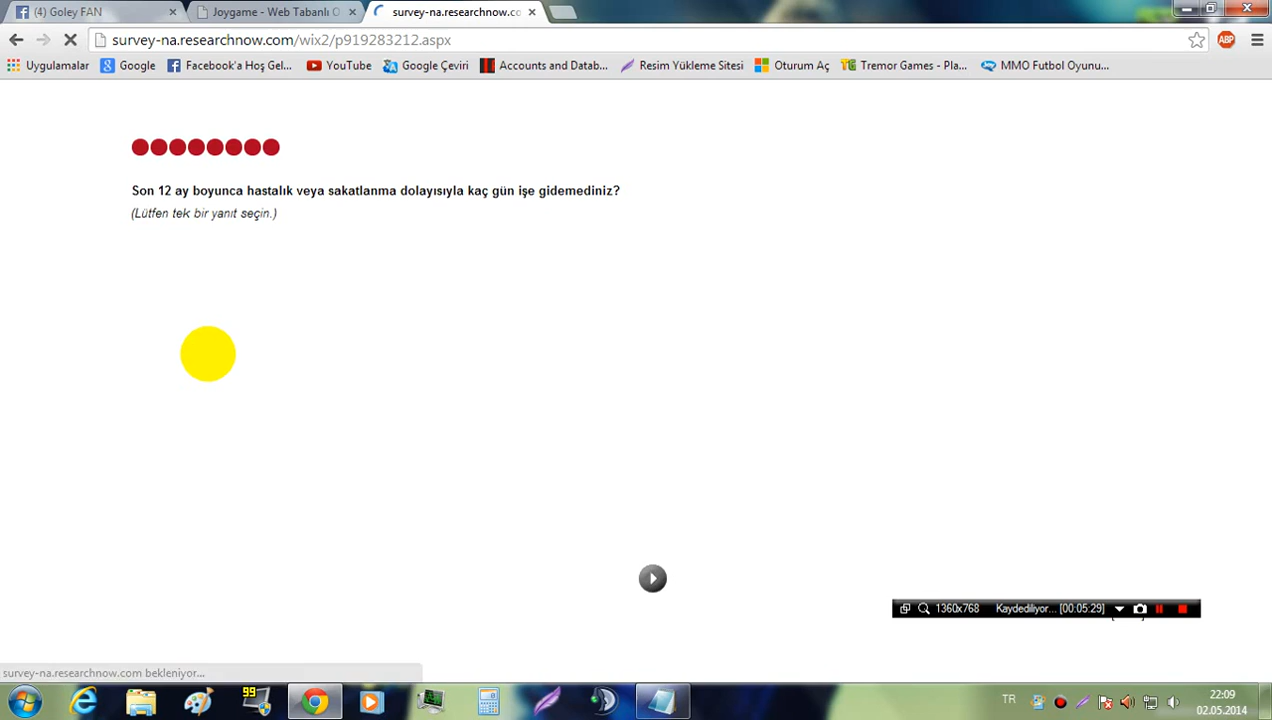 (4) Goley FAN
Joygame - Web Tabanlı O
survey-na.researchnow.co
survey-na.researchnow.com/wix2/p919283212.aspx
ABP
Uygulamalar
Google
Facebook'a Hoş Gel...
YouTube
Google Çeviri
Accounts and Datab...
Resim Yükleme Sitesi
Oturum Aç
Tremor Games - Pla...
MMO Futbol Oyunu...
Son 12 ay boyunca hastalık veya sakatlanma dolayısıyla kaç gün işe gidemediniz?
(Lütfen tek bir yanıt seçin.)
1360x768
Kaydediliyor... [00:05:29]
survey-na.researchnow.com bekleniyor...
99
TR
22:09
02.05.2014